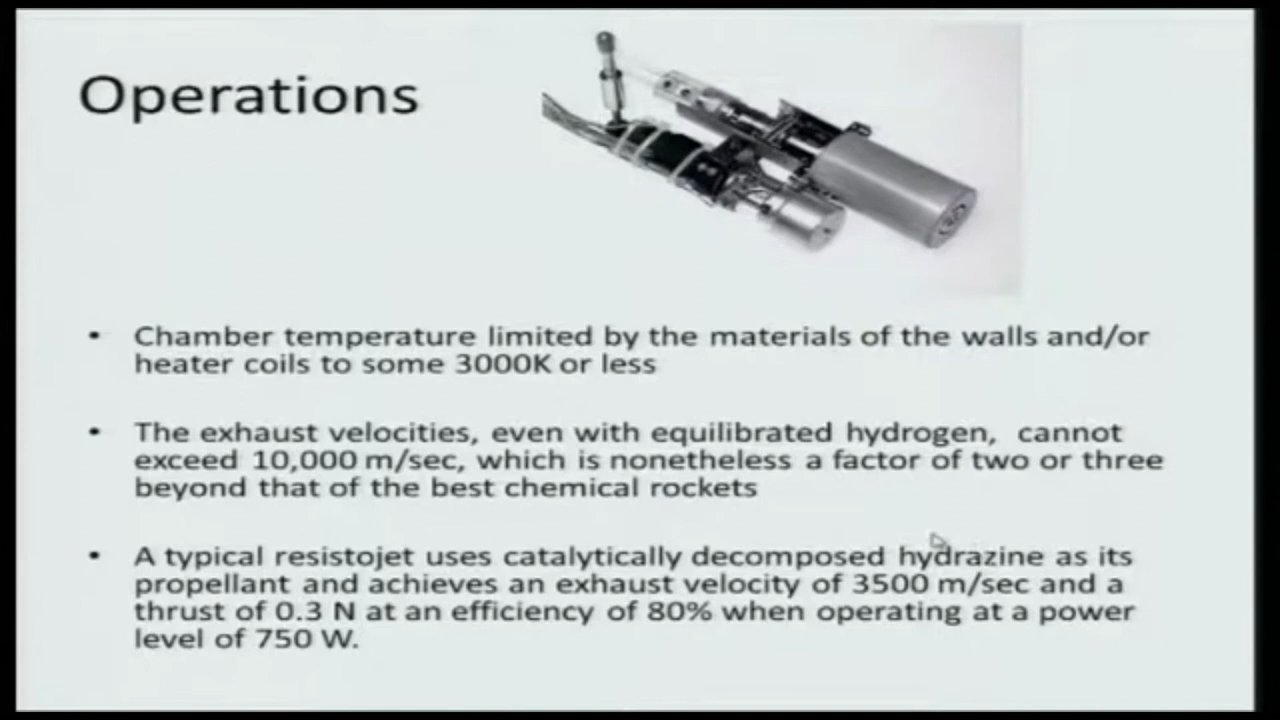 Operations
• Chamber temperature limited by the materials of the walls and/or
heater coils to some 3000K or less
• The exhaust velocities, even with equilibrated hydrogen, cannot
exceed 10,000 m/sec, which is nonetheless a factor of two or three
beyond that of the best chemical rockets
• A typical resistojet uses catalytically decomposed hydrazine as its
propellant and achieves an exhaust velocity of 3500 m/sec and a
thrust of 0.3 N at an efficiency of 80% when operating at a power
level of 750 W.